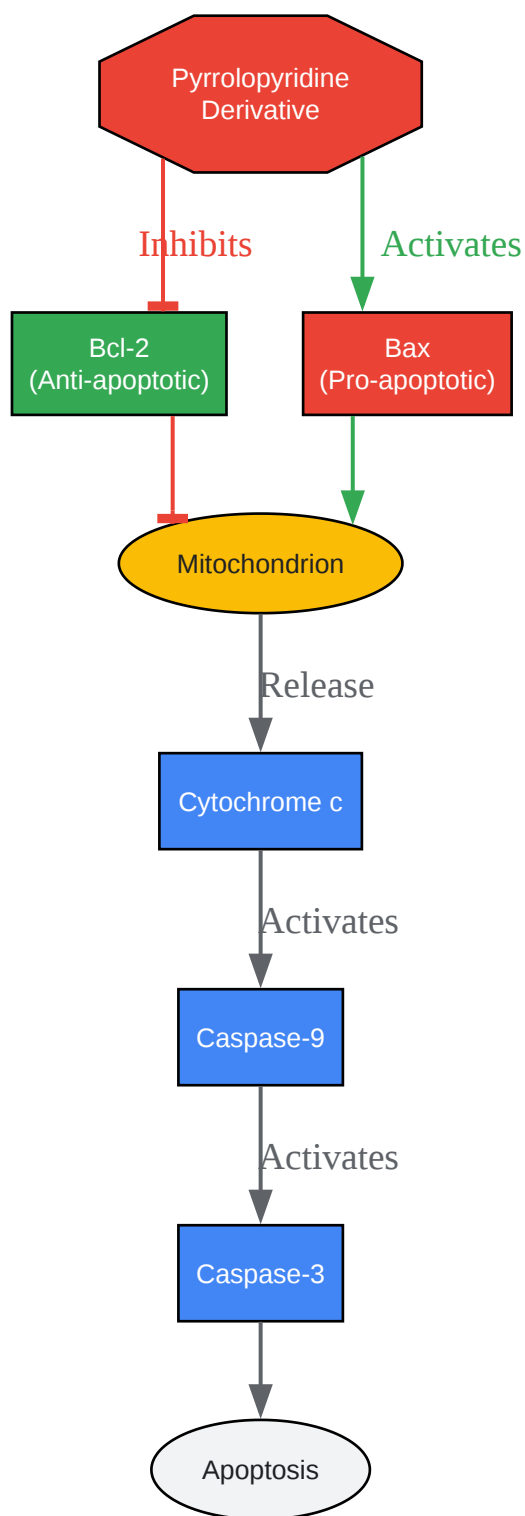 Pyrrolopyridine
Derivative
Inhibits
Activates
Bcl-2
(Anti-apoptotic)
Bax
(Pro-apoptotic)
Mitochondrion
Release
Cytochrome c
Activates
Caspase-9
Activates
Caspase-3
Apoptosis